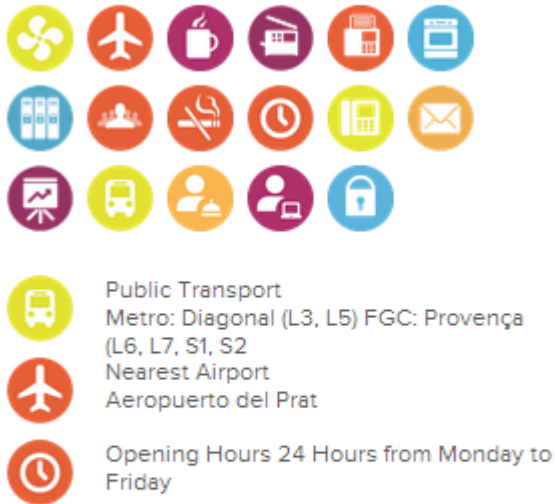 Public Transport
Metro: Diagonal (L3, L5) FGC: Provença
(L6, L7, S1, S2
Nearest Airport
Aeropuerto del Prat
Opening Hours 24 Hours from Monday to
Friday